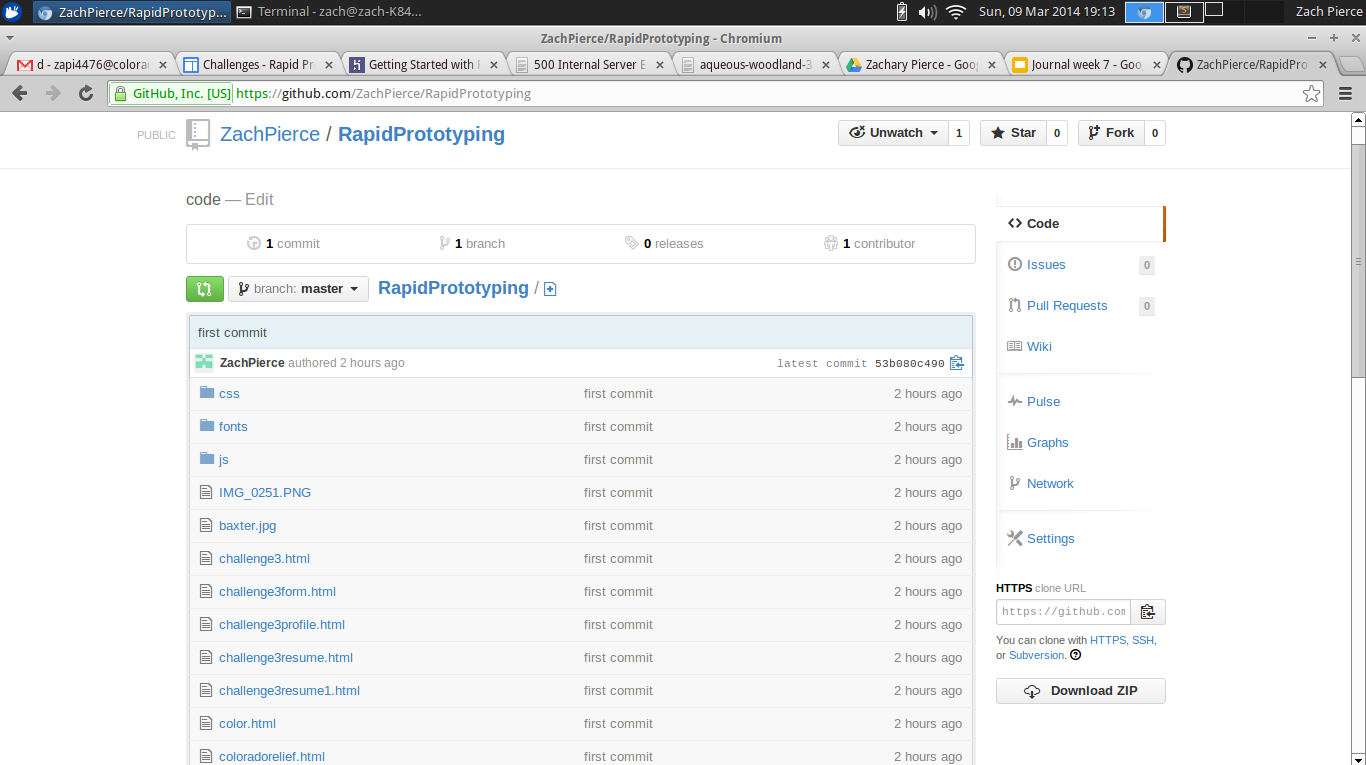 ZachPierce/RapidPrototyp... Terminal - zach@zach-K84... Sun, 09 Mar 2014 19:13 Zach Pierce
ZachPierce/RapidPrototyping - Chromium
d - zapi4476@colora Challenges - Rapid Pr Getting Started with 500 Internal Server E aqueous-woodland-3 Zachary Pierce - Goog Journal week 7 - Goo ZachPierce/RapidPro
GitHub, Inc. [US] https://github.com/ZachPierce/RapidPrototyping
PUBLIC ZachPierce / RapidPrototyping Unwatch 1 Star 0 Fork 0
code — Edit
1 commit 1 branch 0 releases 1 contributor
branch: master RapidPrototyping /
first commit
ZachPierce authored 2 hours ago latest commit 53b080c490
css first commit 2 hours ago
fonts first commit 2 hours ago
js first commit 2 hours ago
IMG_0251.PNG first commit 2 hours ago
baxter.jpg first commit 2 hours ago
challenge3.html first commit 2 hours ago
challenge3form.html first commit 2 hours ago
challenge3profile.html first commit 2 hours ago
challenge3resume.html first commit 2 hours ago
challenge3resume1.html first commit 2 hours ago
color.html first commit 2 hours ago
coloradorelief.html first commit 2 hours ago
Code
Issues 0
Pull Requests 0
Wiki
Pulse
Graphs
Network
Settings
HTTPS clone URL
https://github.com
You can clone with HTTPS, SSH,
or Subversion.
Download ZIP